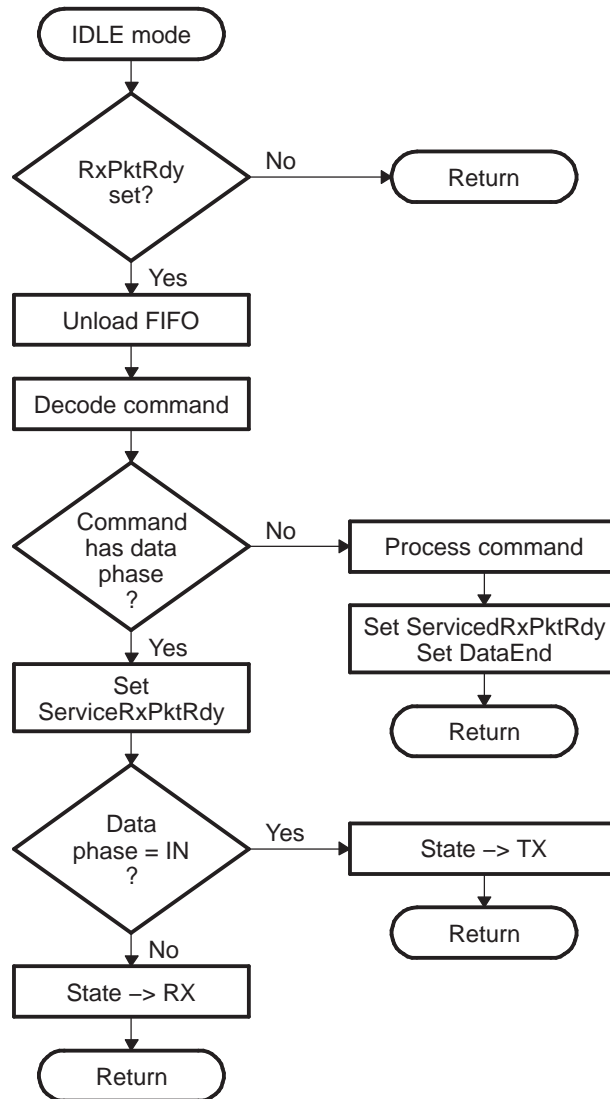 IDLE mode
RxPktRdy
set?
No
Return
Yes
Unload FIFO
Decode command
Command
has data
phase
?
No
Process command
Set ServicedRxPktRdy
Set DataEnd
Return
Yes
Set
ServiceRxPktRdy
Data
phase = IN
?
Yes
State –> TX
Return
No
State –> RX
Return